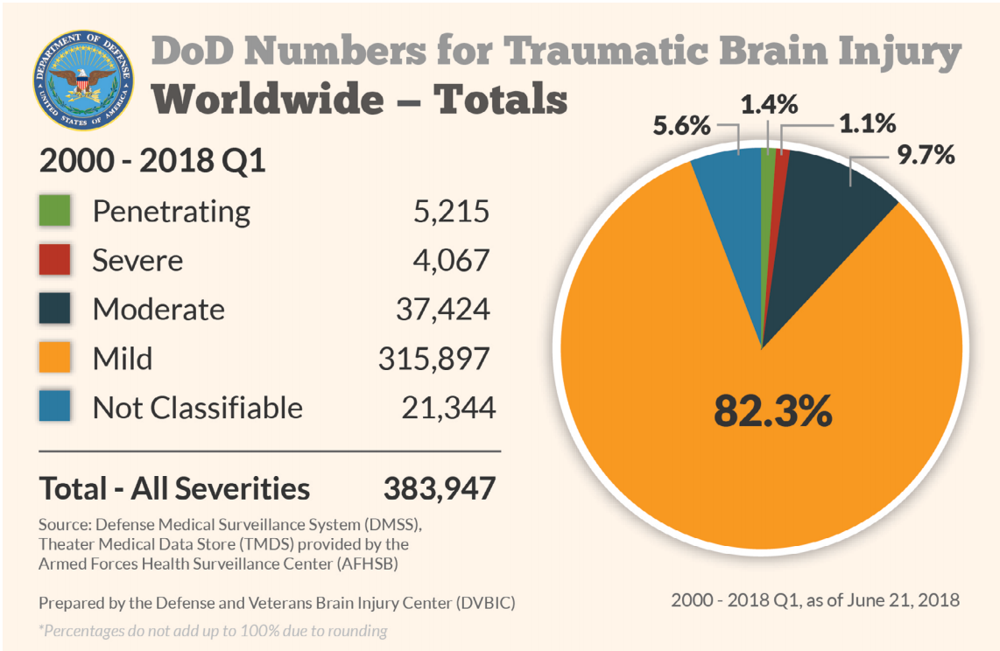 DEPARTMENT OF DEFENSE
UNITED STATES OF AMERICA
DoD Numbers for Traumatic Brain Injury
Worldwide – Totals
2000 - 2018 Q1
Penetrating 5,215
Severe 4,067
Moderate 37,424
Mild 315,897
Not Classifiable 21,344
Total - All Severities 383,947
Source: Defense Medical Surveillance System (DMSS),
Theater Medical Data Store (TMDS) provided by the
Armed Forces Health Surveillance Center (AFHSB)
Prepared by the Defense and Veterans Brain Injury Center (DVBIC)
*Percentages do not add up to 100% due to rounding
5.6%
1.4%
1.1%
9.7%
82.3%
2000 - 2018 Q1, as of June 21, 2018